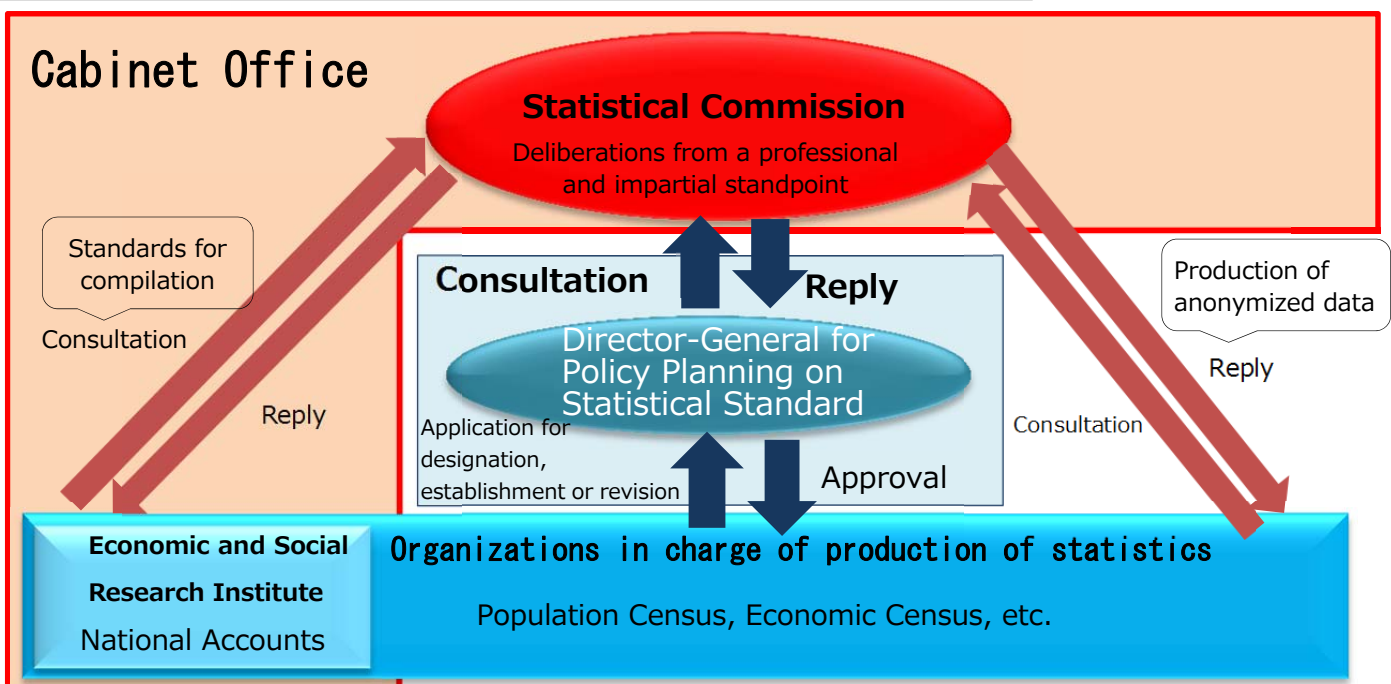 Cabinet Office
Statistical Commission
Deliberations from a professional
and impartial standpoint
Standards for
compilation
Consultation
Reply
Consultation
Reply
Director-General for
Policy Planning on
Statistical Standard
Application for
designation,
establishment or revision
Approval
Production of
anonymized data
Reply
Consultation
Economic and Social
Research Institute
National Accounts
Organizations in charge of production of statistics
Population Census, Economic Census, etc.